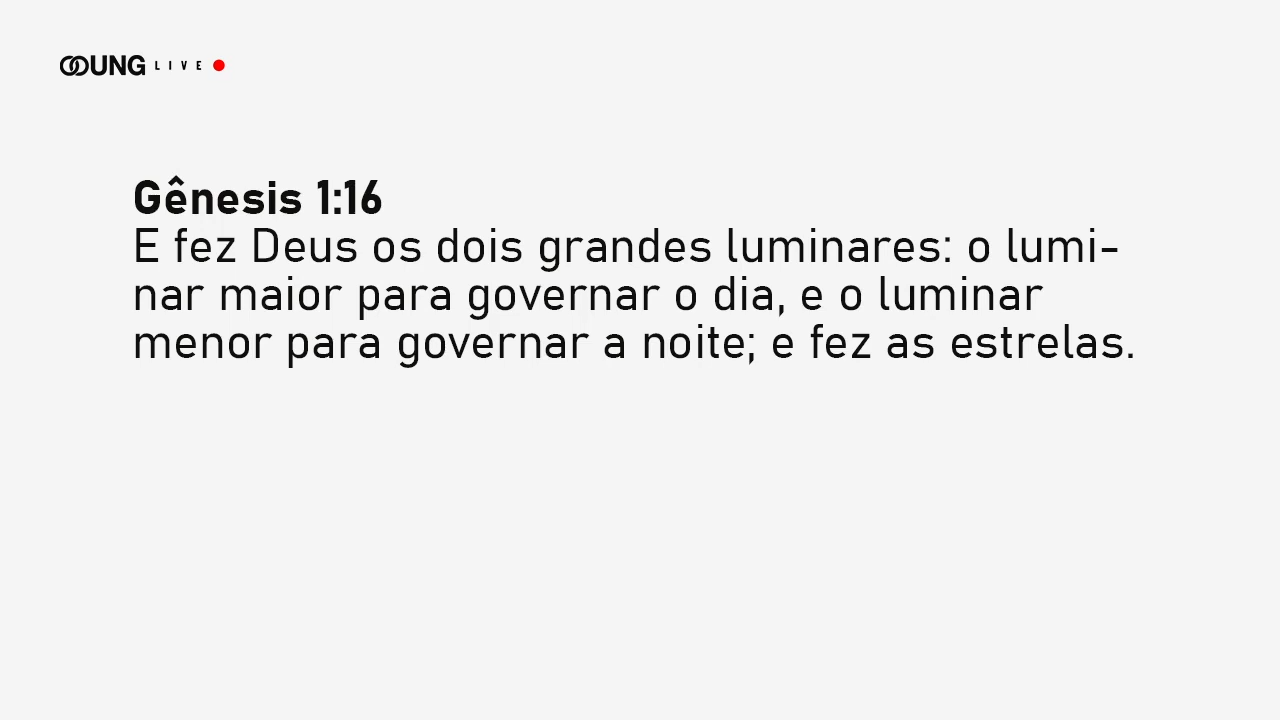 OOUNG LIVE
Gênesis 1:16
E fez Deus os dois grandes luminares: o lumi-
nar maior para governar o dia, e o luminar
menor para governar a noite; e fez as estrelas.